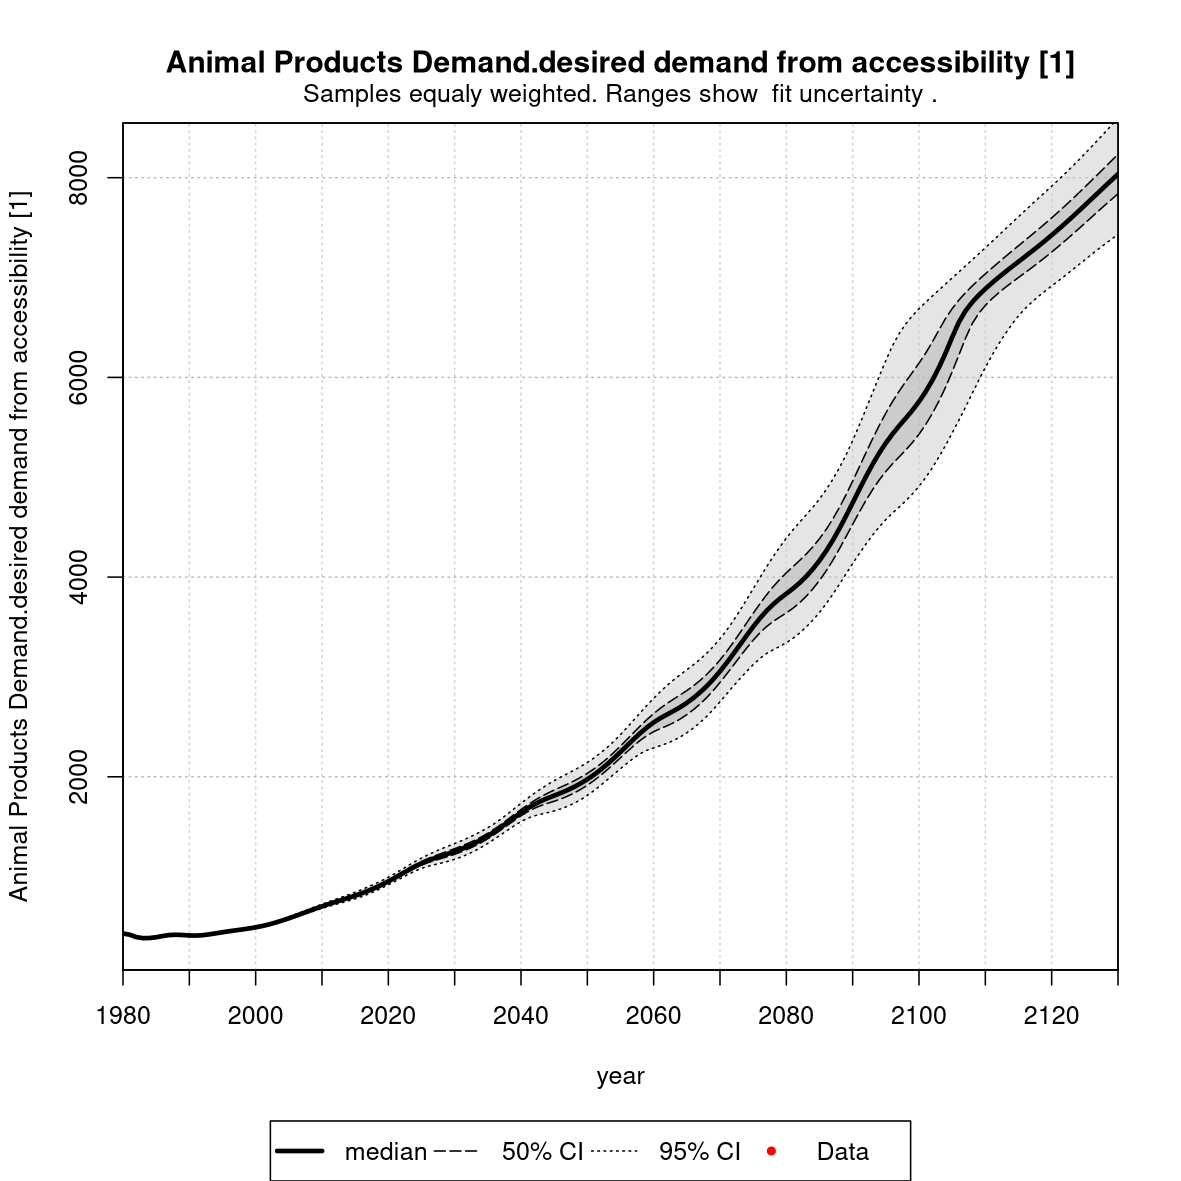 Animal Products Demand.desired demand from accessibility [1]
Samples equaly weighted. Ranges show  fit uncertainty .
Animal Products Demand.desired demand from accessibility [1]
8000
6000
4000
2000
1980 2000 2020 2040 2060 2080 2100 2120
year
median 50% CI 95% CI Data